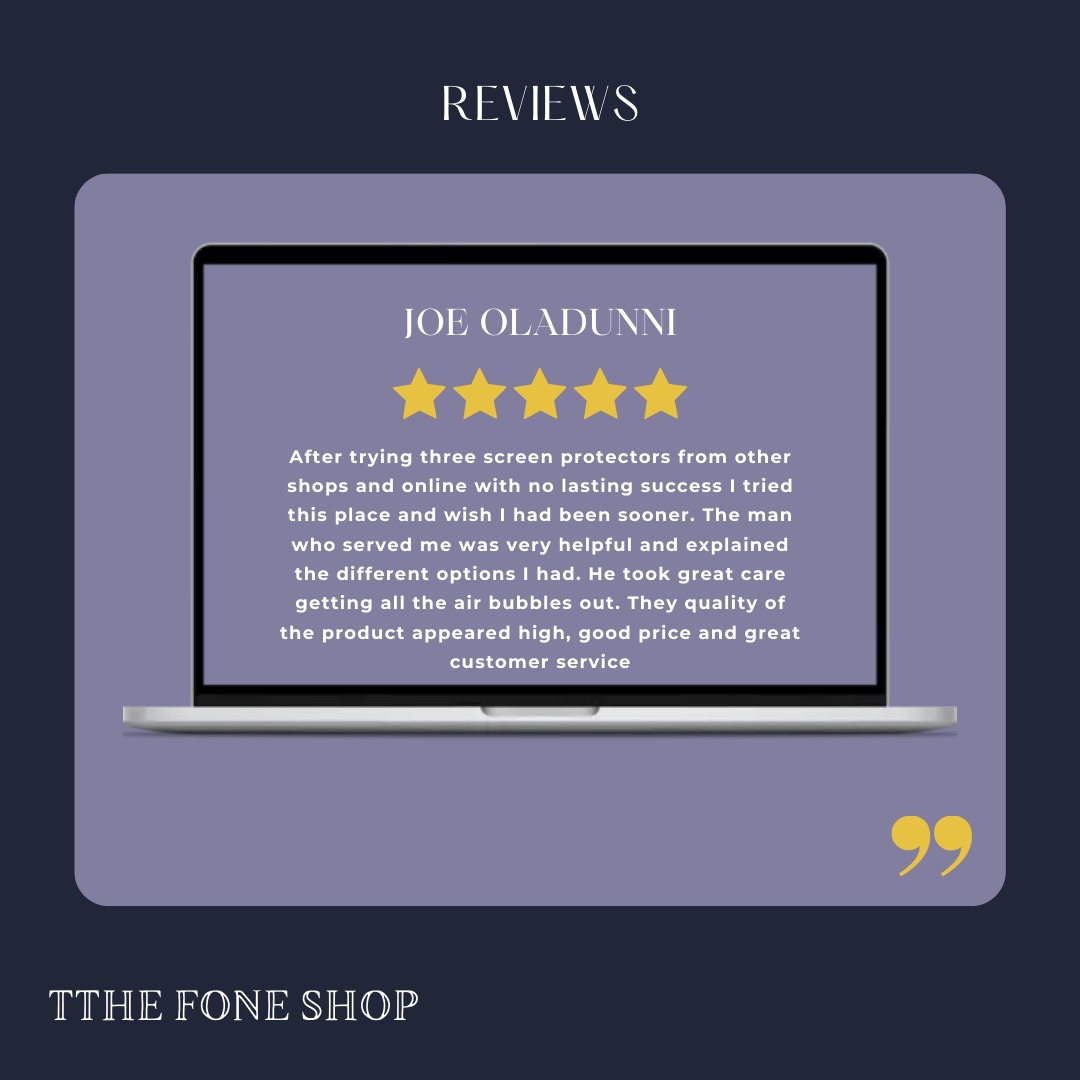 REVIEWS
JOE OLADUNNI
After trying three screen protectors from other
shops and online with no lasting success I tried
this place and wish I had been sooner. The man
who served me was very helpful and explained
the different options I had. He took great care
getting all the air bubbles out. They quality of
the product appeared high, good price and great
customer service
”
TTHE FONE SHOP